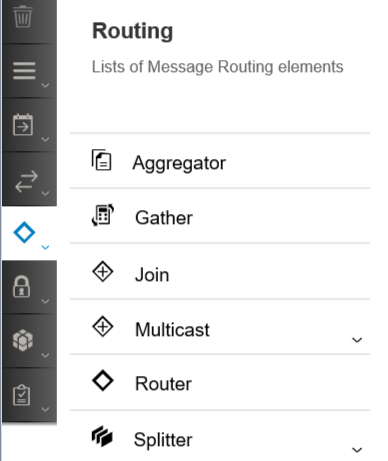 Routing
Lists of Message Routing elements
Aggregator
Gather
Join
Multicast
Router
Splitter